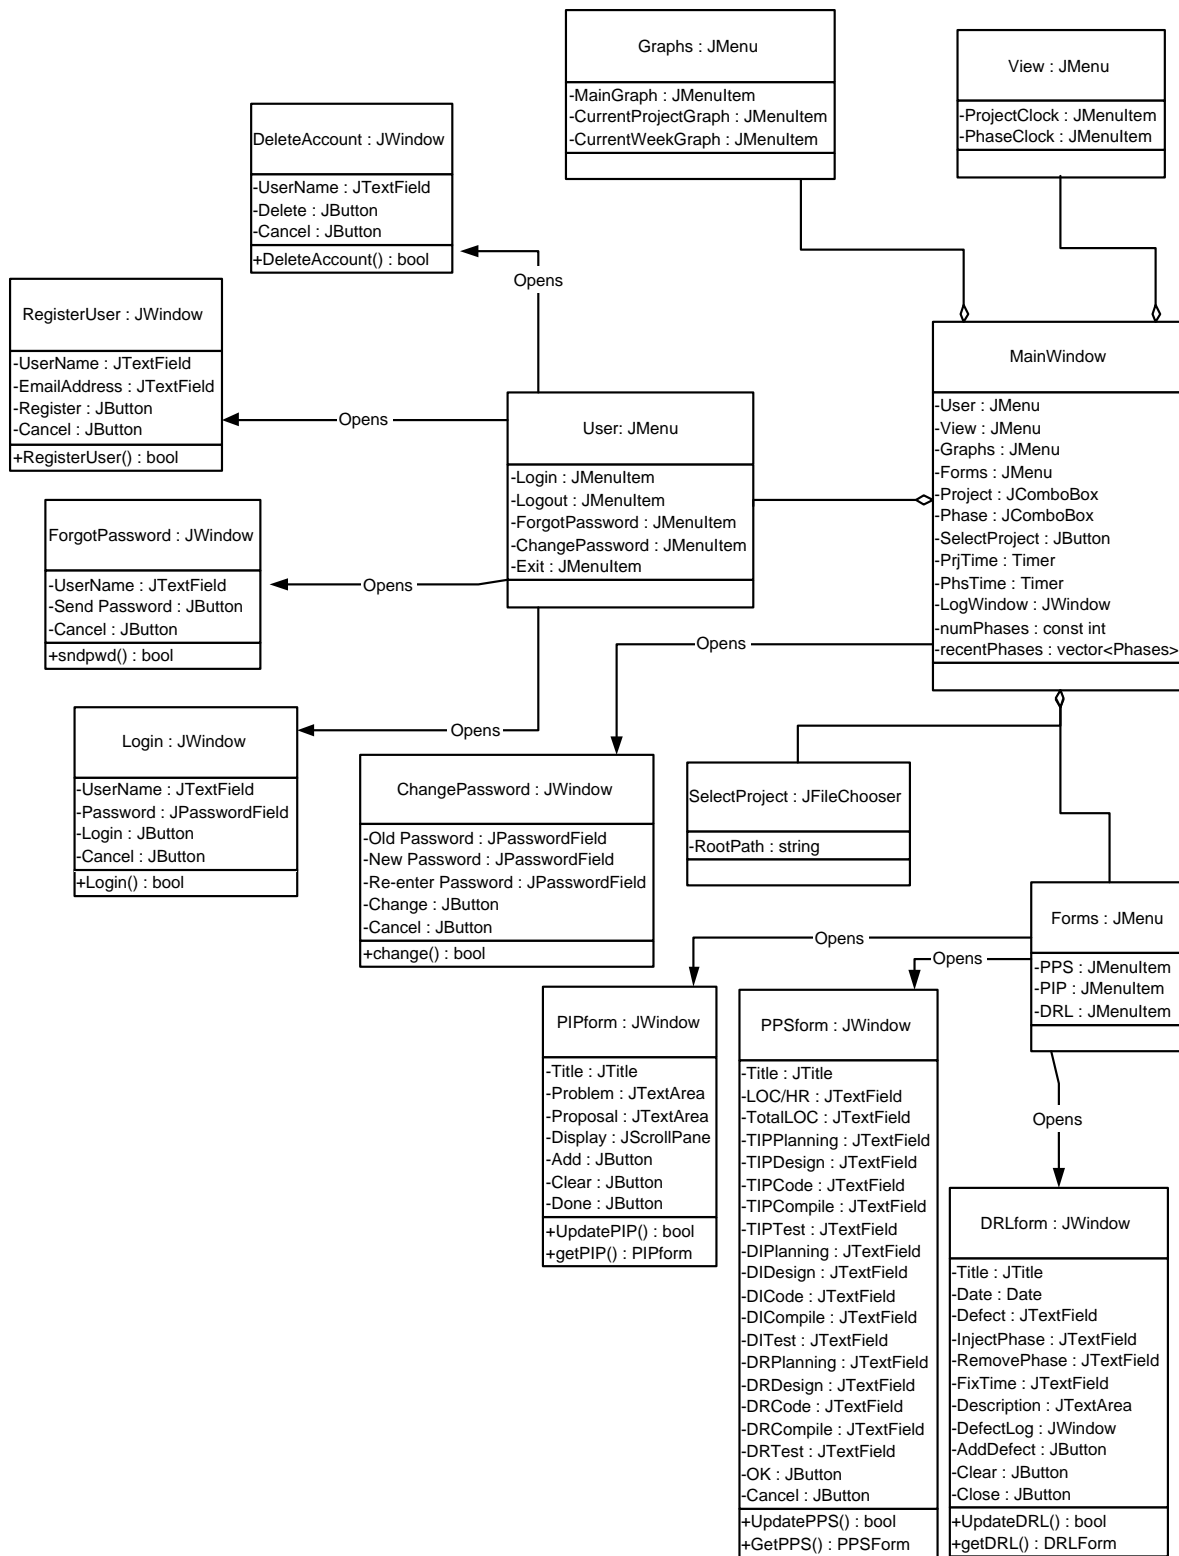 Graphs : JMenu
-MainGraph : JMenuItem
-CurrentProjectGraph : JMenuItem
-CurrentWeekGraph : JMenuItem
View : JMenu
-ProjectClock : JMenuItem
-PhaseClock : JMenuItem
DeleteAccount : JWindow
-UserName : JTextField
-Delete : JButton
-Cancel : JButton
+DeleteAccount() : bool
Opens
RegisterUser : JWindow
-UserName : JTextField
-EmailAddress : JTextField
-Register : JButton
-Cancel : JButton
+RegisterUser() : bool
Opens
User: JMenu
-Login : JMenuItem
-Logout : JMenuItem
-ForgotPassword : JMenuItem
-ChangePassword : JMenuItem
-Exit : JMenuItem
MainWindow
-User : JMenu
-View : JMenu
-Graphs : JMenu
-Forms : JMenu
-Project : JComboBox
-Phase : JComboBox
-SelectProject : JButton
-PrjTime : Timer
-PhsTime : Timer
-LogWindow : JWindow
-numPhases : const int
-recentPhases : vector<Phases>
ForgotPassword : JWindow
-UserName : JTextField
-Send Password : JButton
-Cancel : JButton
+sndpwd() : bool
Opens
Opens
Login : JWindow
-UserName : JTextField
-Password : JPasswordField
-Login : JButton
-Cancel : JButton
+Login() : bool
Opens
ChangePassword : JWindow
-Old Password : JPasswordField
-New Password : JPasswordField
-Re-enter Password : JPasswordField
-Change : JButton
-Cancel : JButton
+change() : bool
SelectProject : JFileChooser
-RootPath : string
Forms : JMenu
-PPS : JMenuItem
-PIP : JMenuItem
-DRL : JMenuItem
Opens
Opens
Opens
PIPform : JWindow
-Title : JTitle
-Problem : JTextArea
-Proposal : JTextArea
-Display : JScrollPane
-Add : JButton
-Clear : JButton
-Done : JButton
+UpdatePIP() : bool
+getPIP() : PIPform
PPSform : JWindow
-Title : JTitle
-LOC/HR : JTextField
-TotalLOC : JTextField
-TIPPlanning : JTextField
-TIPDesign : JTextField
-TIPCode : JTextField
-TIPCompile : JTextField
-TIPTest : JTextField
-DIPlanning : JTextField
-DIDesign : JTextField
-DICode : JTextField
-DICompile : JTextField
-DITest : JTextField
-DRPlanning : JTextField
-DRDesign : JTextField
-DRCode : JTextField
-DRCompile : JTextField
-DRTest : JTextField
-OK : JButton
-Cancel : JButton
+UpdatePPS() : bool
+GetPPS() : PPSForm
DRLform : JWindow
-Title : JTitle
-Date : Date
-Defect : JTextField
-InjectPhase : JTextField
-RemovePhase : JTextField
-FixTime : JTextField
-Description : JTextArea
-DefectLog : JWindow
-AddDefect : JButton
-Clear : JButton
-Close : JButton
+UpdateDRL() : bool
+getDRL() : DRLForm